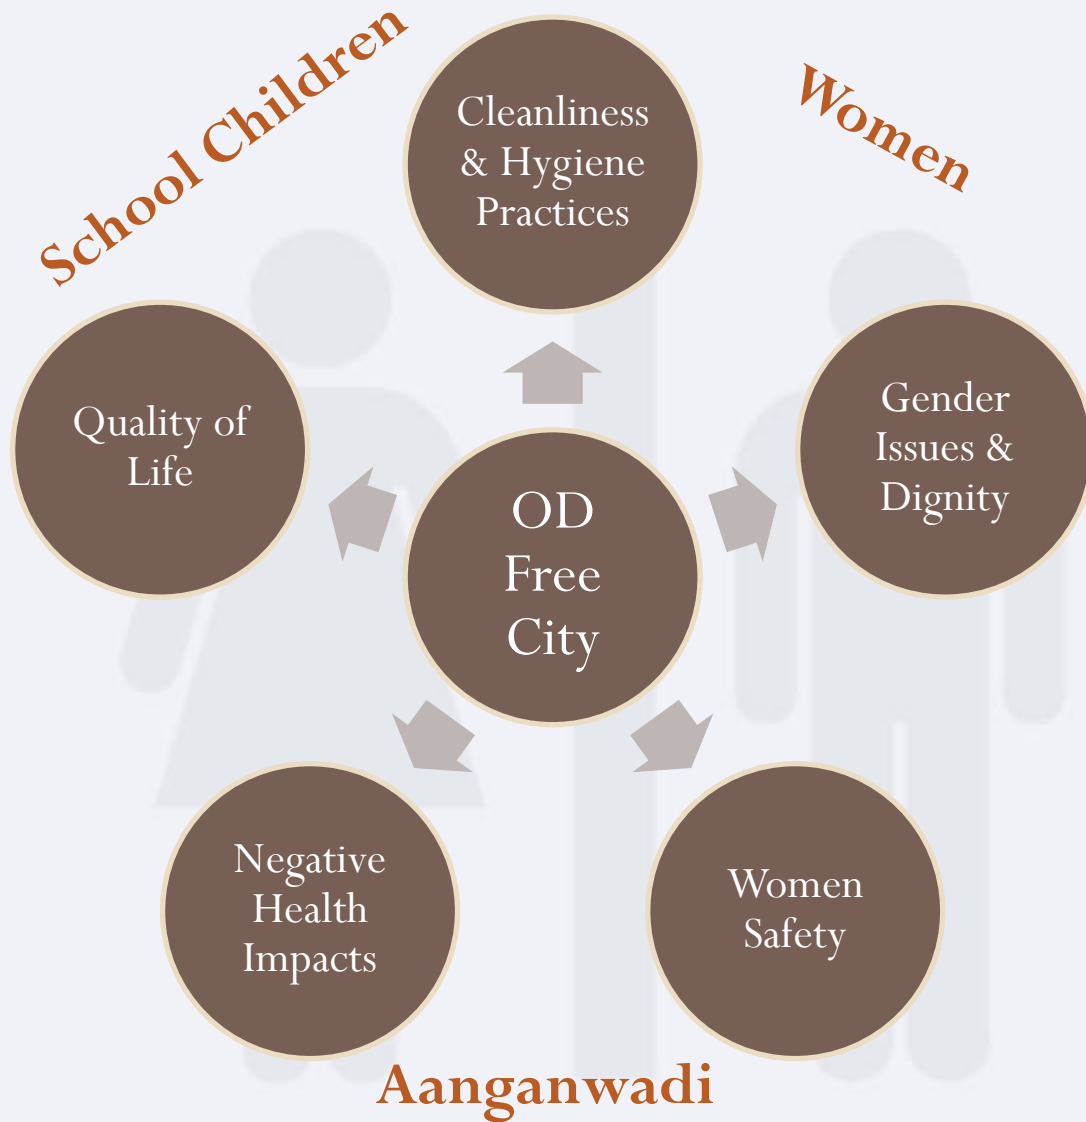 School Children
Women
Cleanliness
& Hygiene
Practices
Quality of
Life
Gender
Issues &
Dignity
OD
Free
City
Negative
Health
Impacts
Women
Safety
Aanganwadi